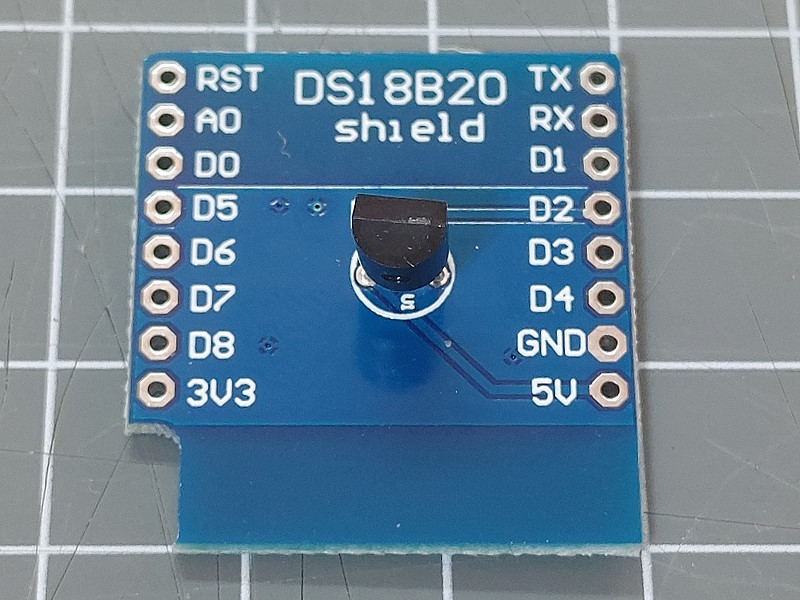 DS18B20
shield
RST
A0
D0
D5
D6
D7
D8
3V3
TX
RX
D1
D2
D3
D4
GND
5V